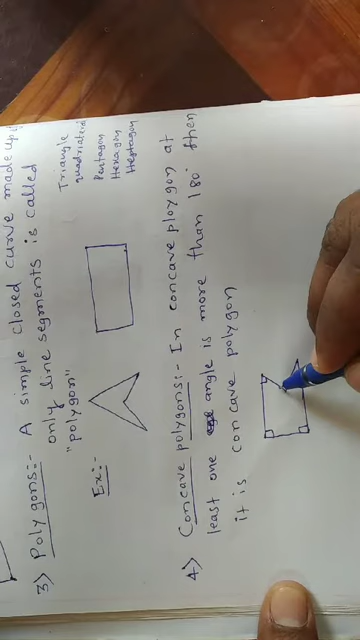 3) Polygons:- A simple closed curve made up
only line segments is called
"polygon"
Ex:-
Triangle
quadriateral
Pentagon
Hexagon
Heptagon
4) Concave polygons:- In concave ploygon at
least one angle is more than 180° then
it is concave polygon